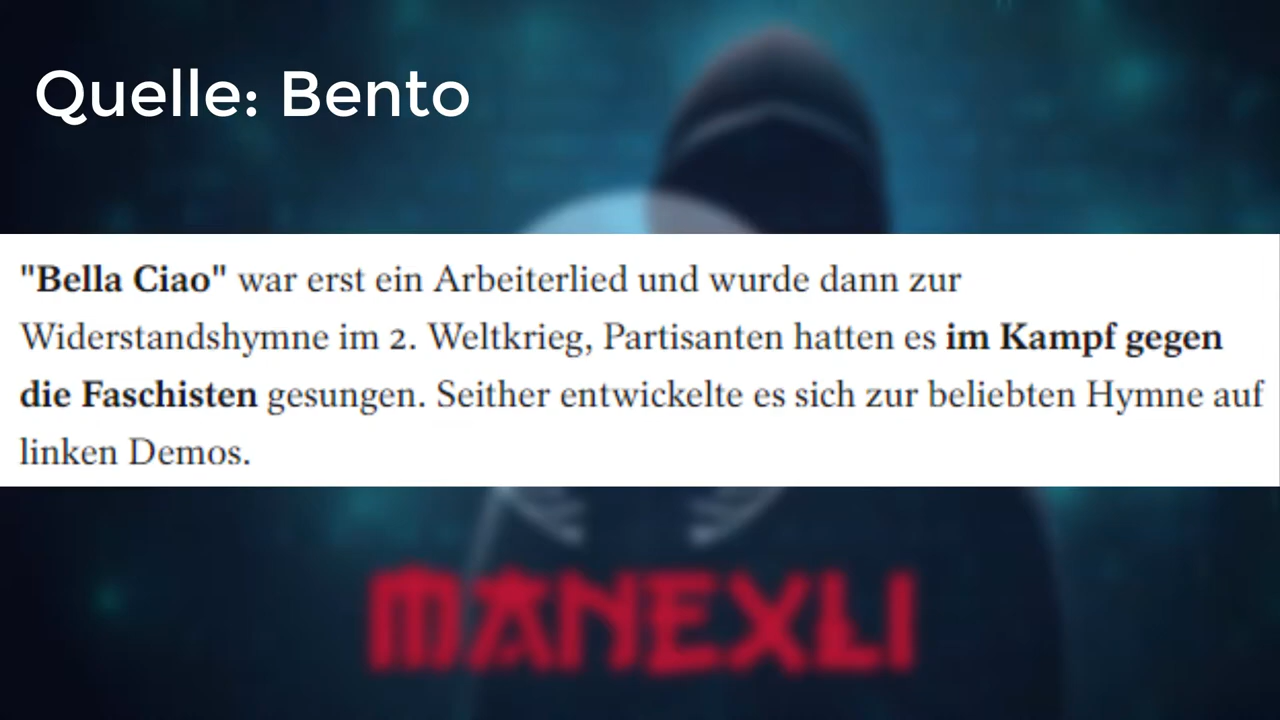 Quelle: Bento
"Bella Ciao" war erst ein Arbeiterlied und wurde dann zur
Widerstandshymne im 2. Weltkrieg, Partisanten hatten es im Kampf gegen
die Faschisten gesungen. Seither entwickelte es sich zur beliebten Hymne auf
linken Demos.
MANEXLI